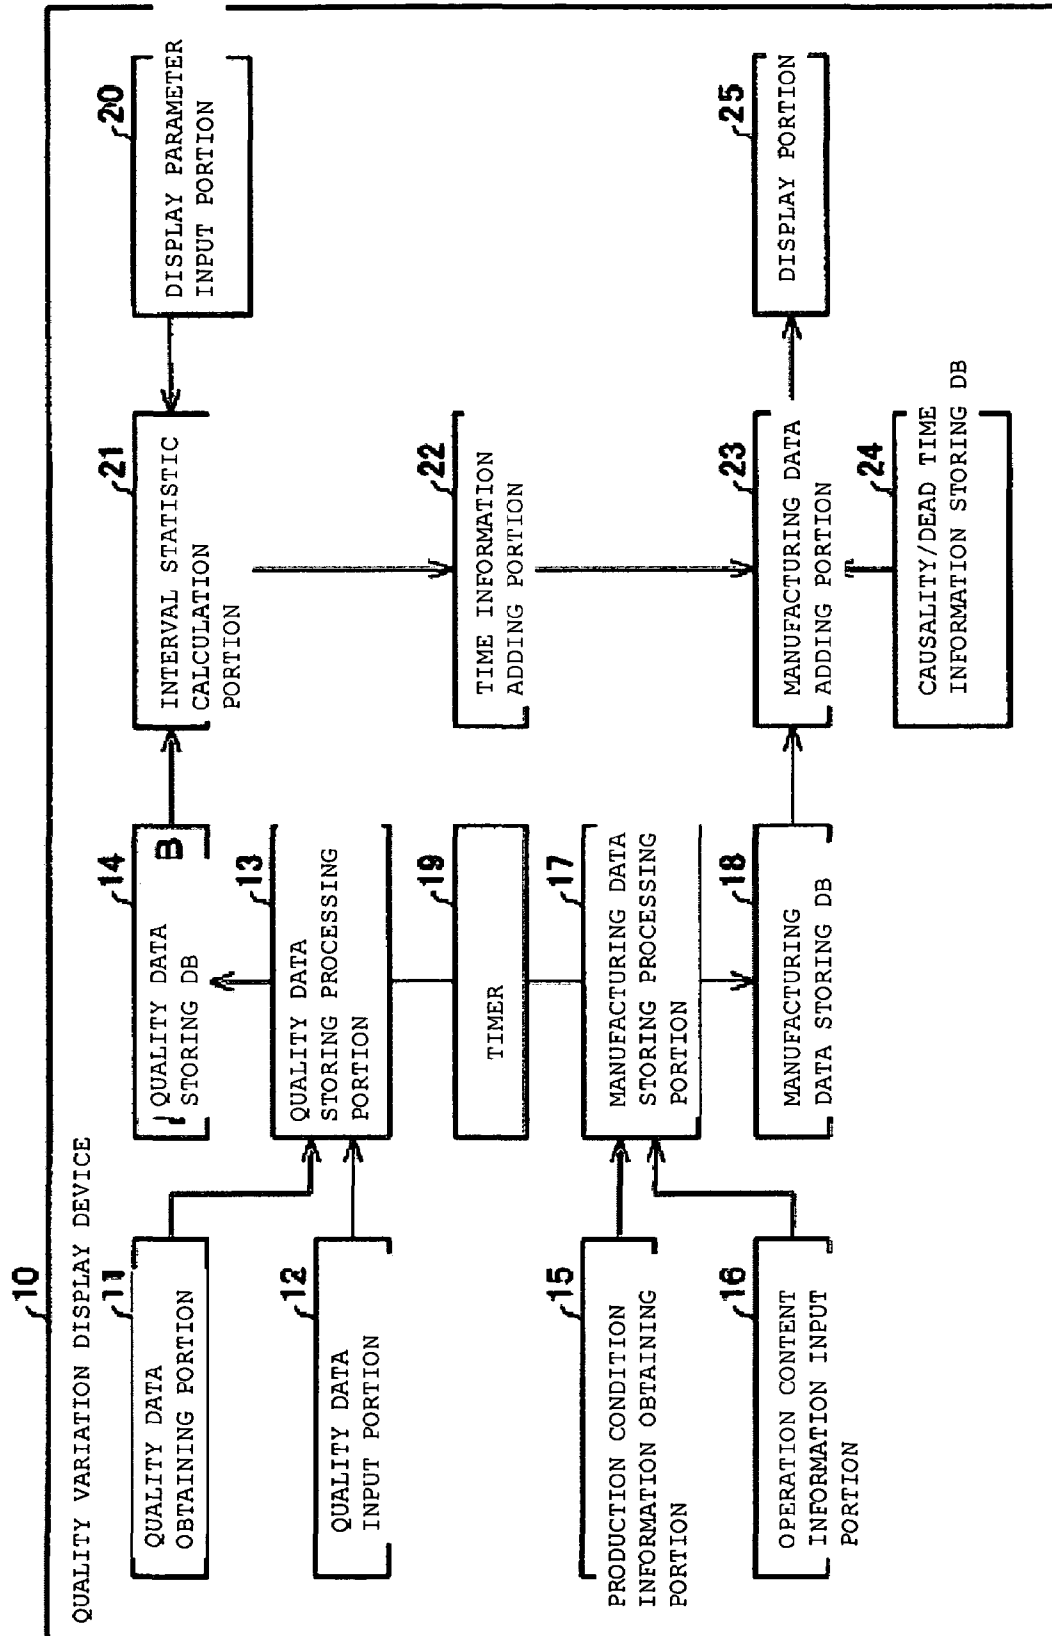 10
QUALITY VARIATION DISPLAY DEVICE
11
QUALITY DATA
OBTAINING PORTION
12
QUALITY DATA
INPUT PORTION
15
PRODUCTION CONDITION
INFORMATION OBTAINING
PORTION
16
OPERATION CONTENT
INFORMATION INPUT
PORTION
14
QUALITY DATA
STORING DB
B
13
QUALITY DATA
STORING PROCESSING
PORTION
19
TIMER
17
MANUFACTURING DATA
STORING PROCESSING
PORTION
18
MANUFACTURING
DATA STORING DB
21
INTERVAL STATISTIC
CALCULATION
PORTION
22
TIME INFORMATION
ADDING PORTION
23
MANUFACTURING DATA
ADDING PORTION
24
CAUSALITY/DEAD TIME
INFORMATION STORING DB
20
DISPLAY PARAMETER
INPUT PORTION
25
DISPLAY PORTION